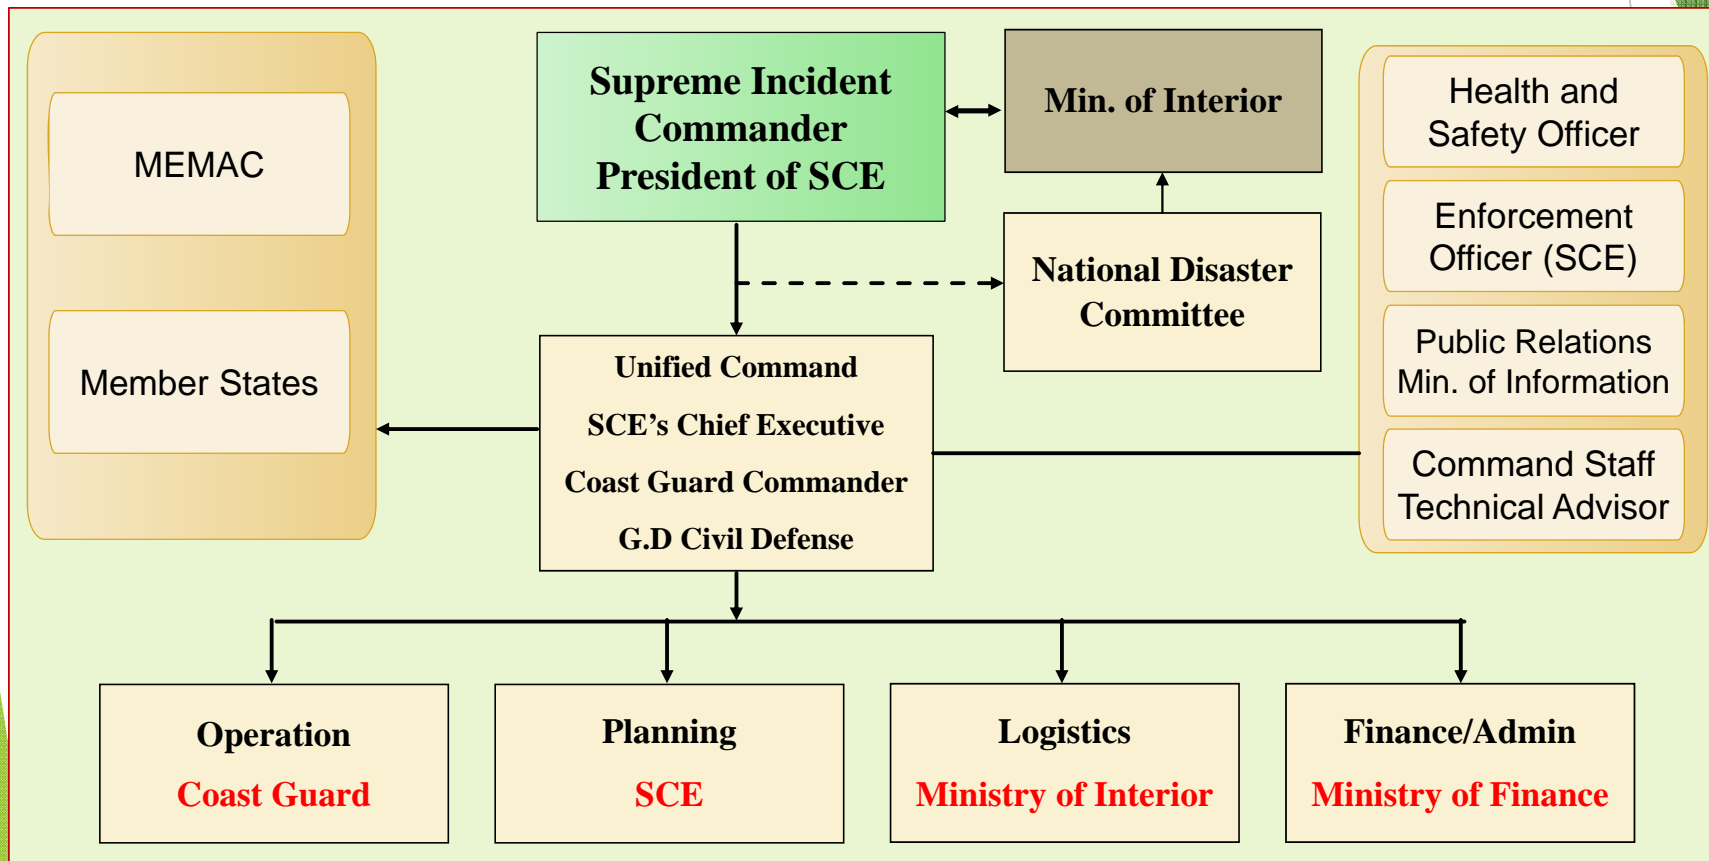 MEMAC
Member States
Supreme Incident
Commander
President of SCE
Min. of Interior
National Disaster
Committee
Unified Command
SCE’s Chief Executive
Coast Guard Commander
G.D Civil Defense
Health and
Safety Officer
Enforcement
Officer (SCE)
Public Relations
Min. of Information
Command Staff
Technical Advisor
Operation
Coast Guard
Planning
SCE
Logistics
Ministry of Interior
Finance/Admin
Ministry of Finance